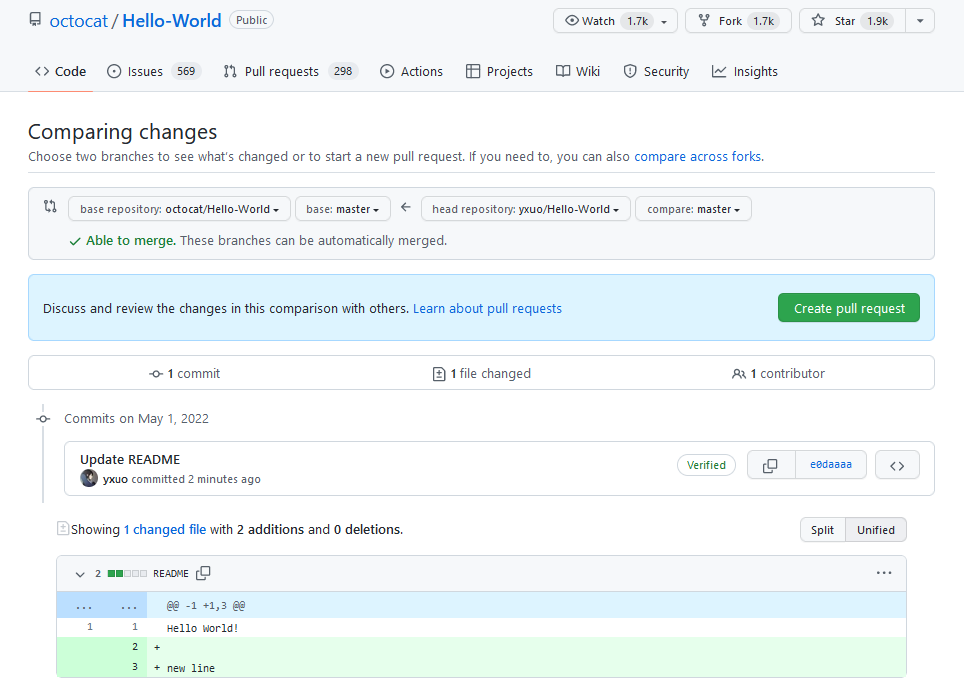 octocat / Hello-World Public Watch 1.7k Fork 1.7k Star 1.9k
Code Issues 569 Pull requests 298 Actions Projects Wiki Security Insights
Comparing changes
Choose two branches to see what's changed or to start a new pull request. If you need to, you can also compare across forks.
base repository: octocat/Hello-World base: master head repository: yxuo/Hello-World compare: master
Able to merge. These branches can be automatically merged.
Discuss and review the changes in this comparison with others. Learn about pull requests Create pull request
1 commit 1 file changed 1 contributor
Commits on May 1, 2022
Update README
yxuo committed 2 minutes ago Verified e0daaaa
Showing 1 changed file with 2 additions and 0 deletions. Split Unified
2 README ...
... ... @@ -1 +1,3 @@
1 1 Hello World!
2 +
3 + new line